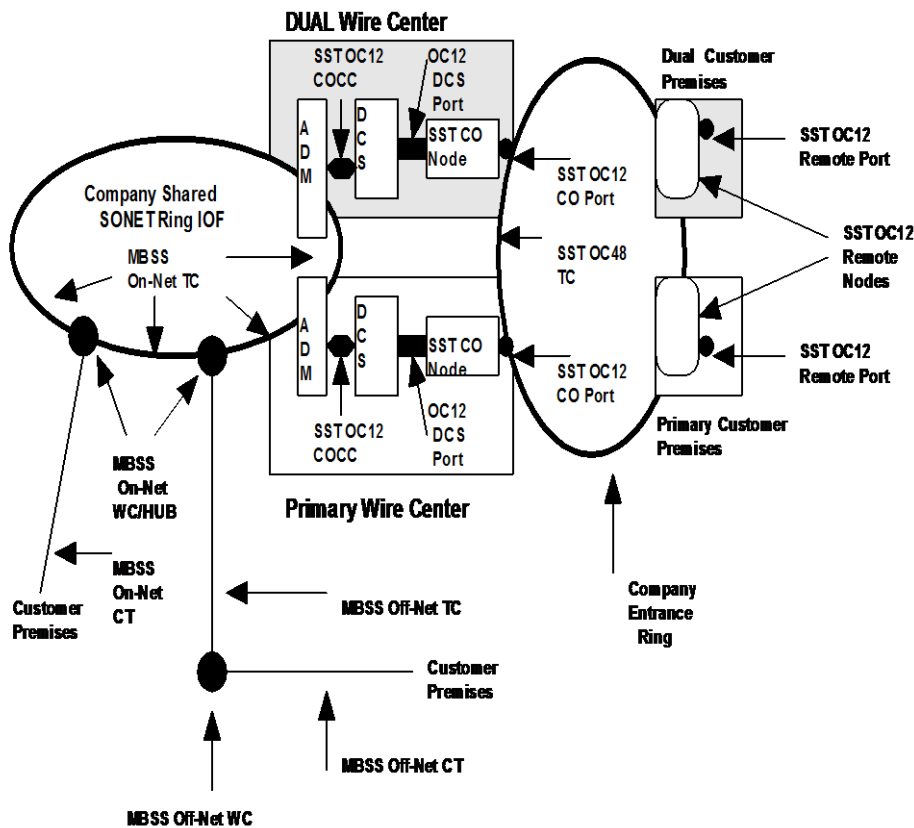 DUAL Wire Center
SST OC12
COCC
OC12
DCS
Port
A
D
M
D
C
S
SST CO
Node
Dual Customer
Premises
SST OC12
Remote Port
SST OC12
CO Port
Company Shared
SONET Ring IOF
MBSS
On-Net TC
SST OC48
TC
SST OC12
Remote
Nodes
A
D
M
D
C
S
SST CO
Node
SST OC12
CO Port
SST OC12
Remote Port
SST OC12
COCC
OC12
DCS
Port
Primary Customer
Premises
MBSS
On-Net
WC/HUB
Primary Wire Center
MBSS
On-Net
CT
Customer
Premises
MBSS Off-Net TC
Company
Entrance
Ring
Customer
Premises
MBSS Off-Net CT
MBSS Off-Net WC